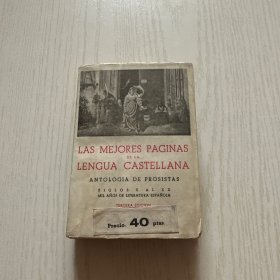 LAS MEJORES PAGINAS
DE LA
LENGUA CASTELLANA
ANTOLOGIA DE PROSISTAS
SIGLOS X AL XX
MIL AÑOS DE LITERATURA ESPAÑOLA
TERCERA EDICION
Precio: 40 ptas.